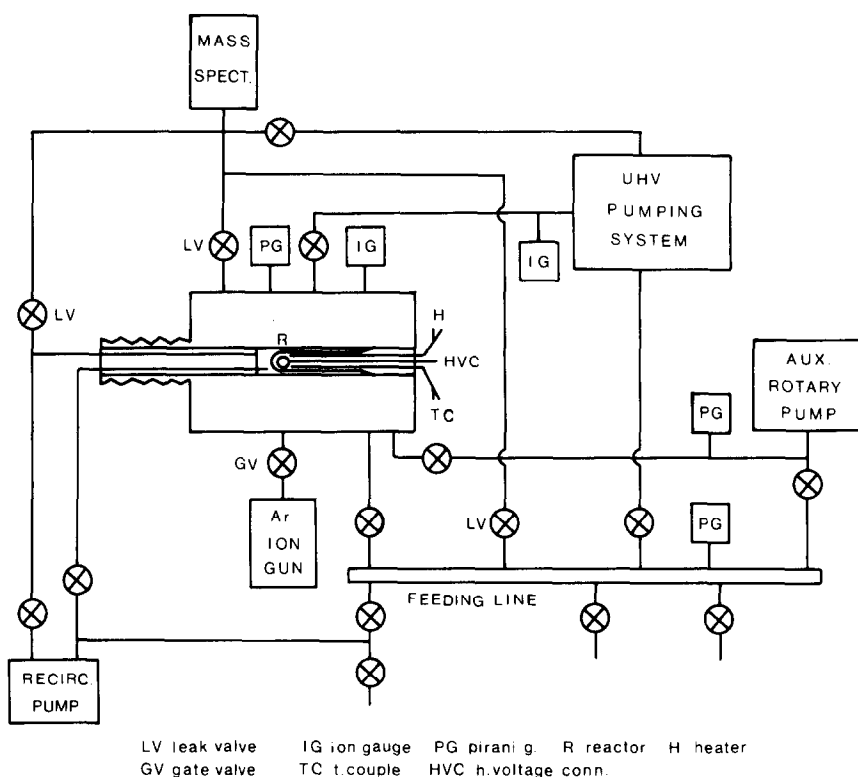 MASS
SPECT.
UHV
PUMPING
SYSTEM
LV
PG
IG
IG
LV
H
R
HVC
TC
AUX.
ROTARY
PUMP
PG
GV
Ar
ION
GUN
LV
PG
FEEDING LINE
RECIRC.
PUMP
LV leak valve IG ion gauge PG pirani g. R reactor H heater
GV gate valve TC t.couple HVC h.voltage conn.